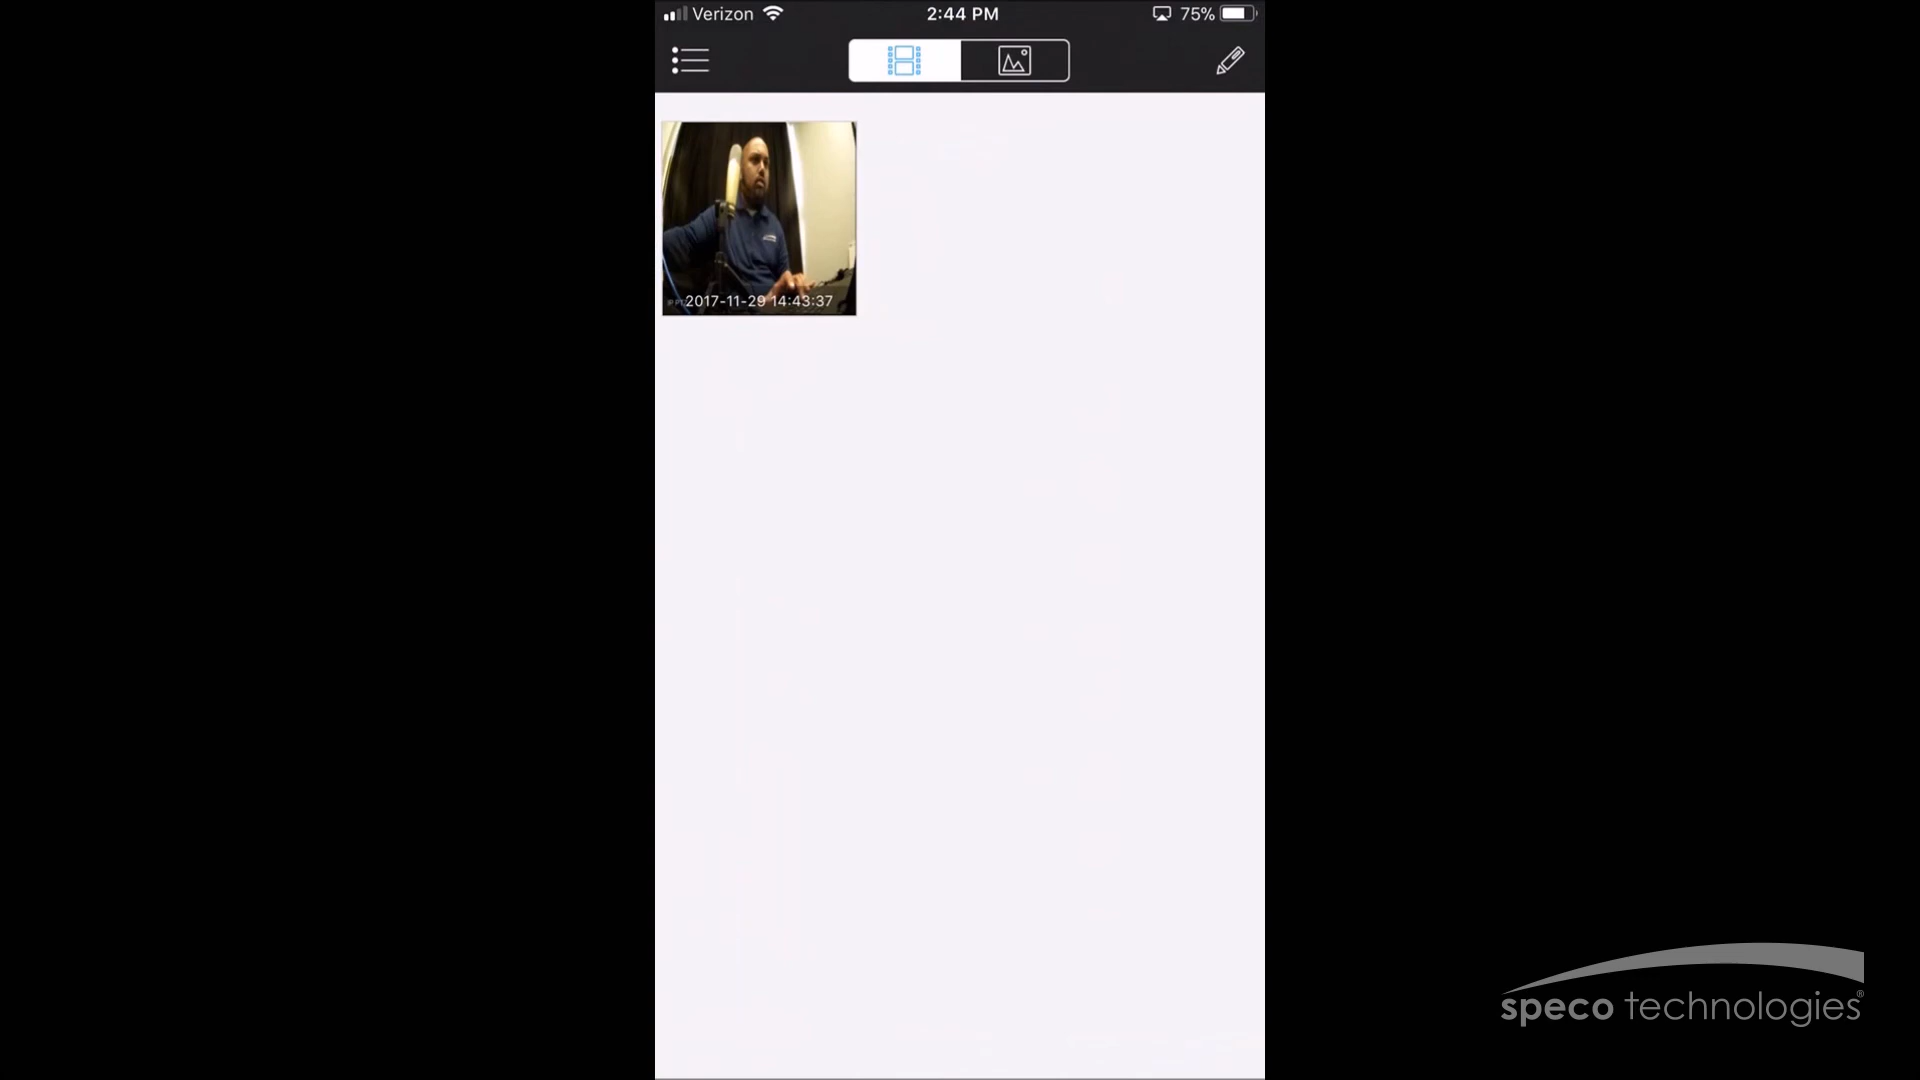 Verizon
2:44 PM
75%
2017-11-29 14:43:37
speco technologies®